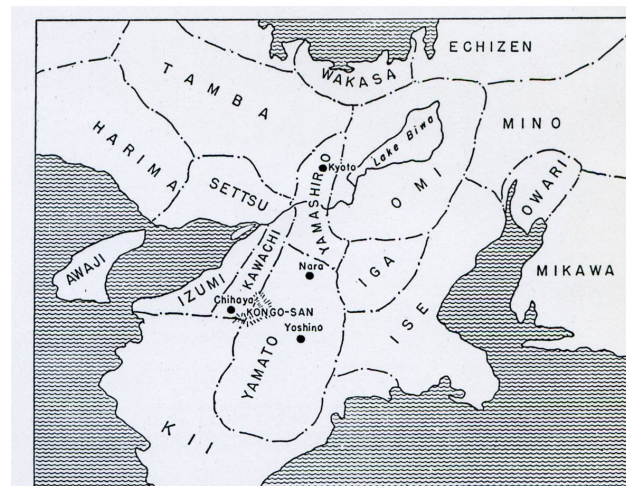 ECHIZEN
WAKASA
TAMBA
MINO
HARIMA
Lake Biwa
Kyoto
OMI
OWARI
SETTSU
YAMASHIRO
KAWACHI
IGA
AWAJI
IZUMI
Nara
MIKAWA
Chihaya
KONGO-SAN
ISE
Yoshino
YAMATO
KII